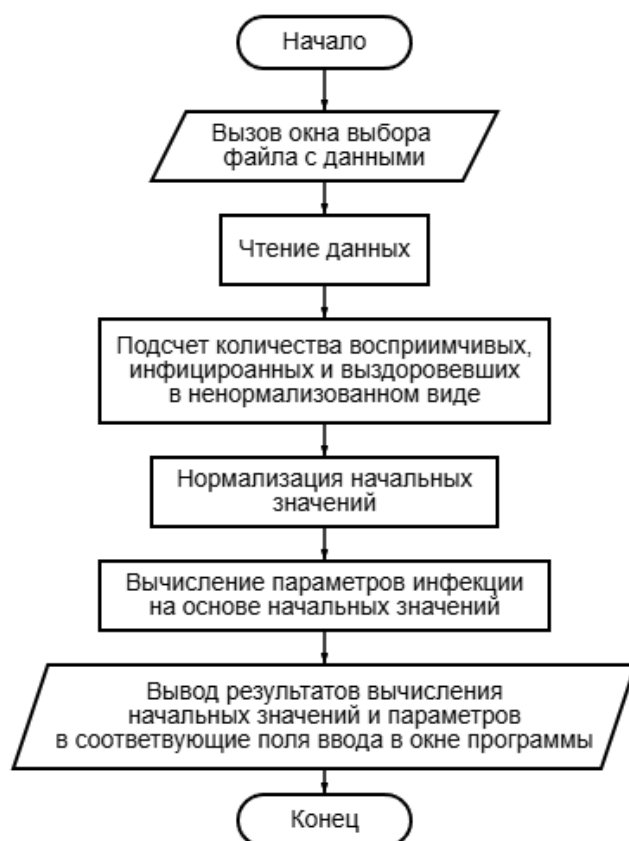 Начало
Вызов окна выбора
файла с данными
Чтение данных
Подсчет количества восприимчивых,
инфицироанных и выздоровевших
в ненормализованном виде
Нормализация начальных
значений
Вычисление параметров инфекции
на основе начальных значений
Вывод результатов вычисления
начальных значений и параметров
в соответвующие поля ввода в окне программы
Конец